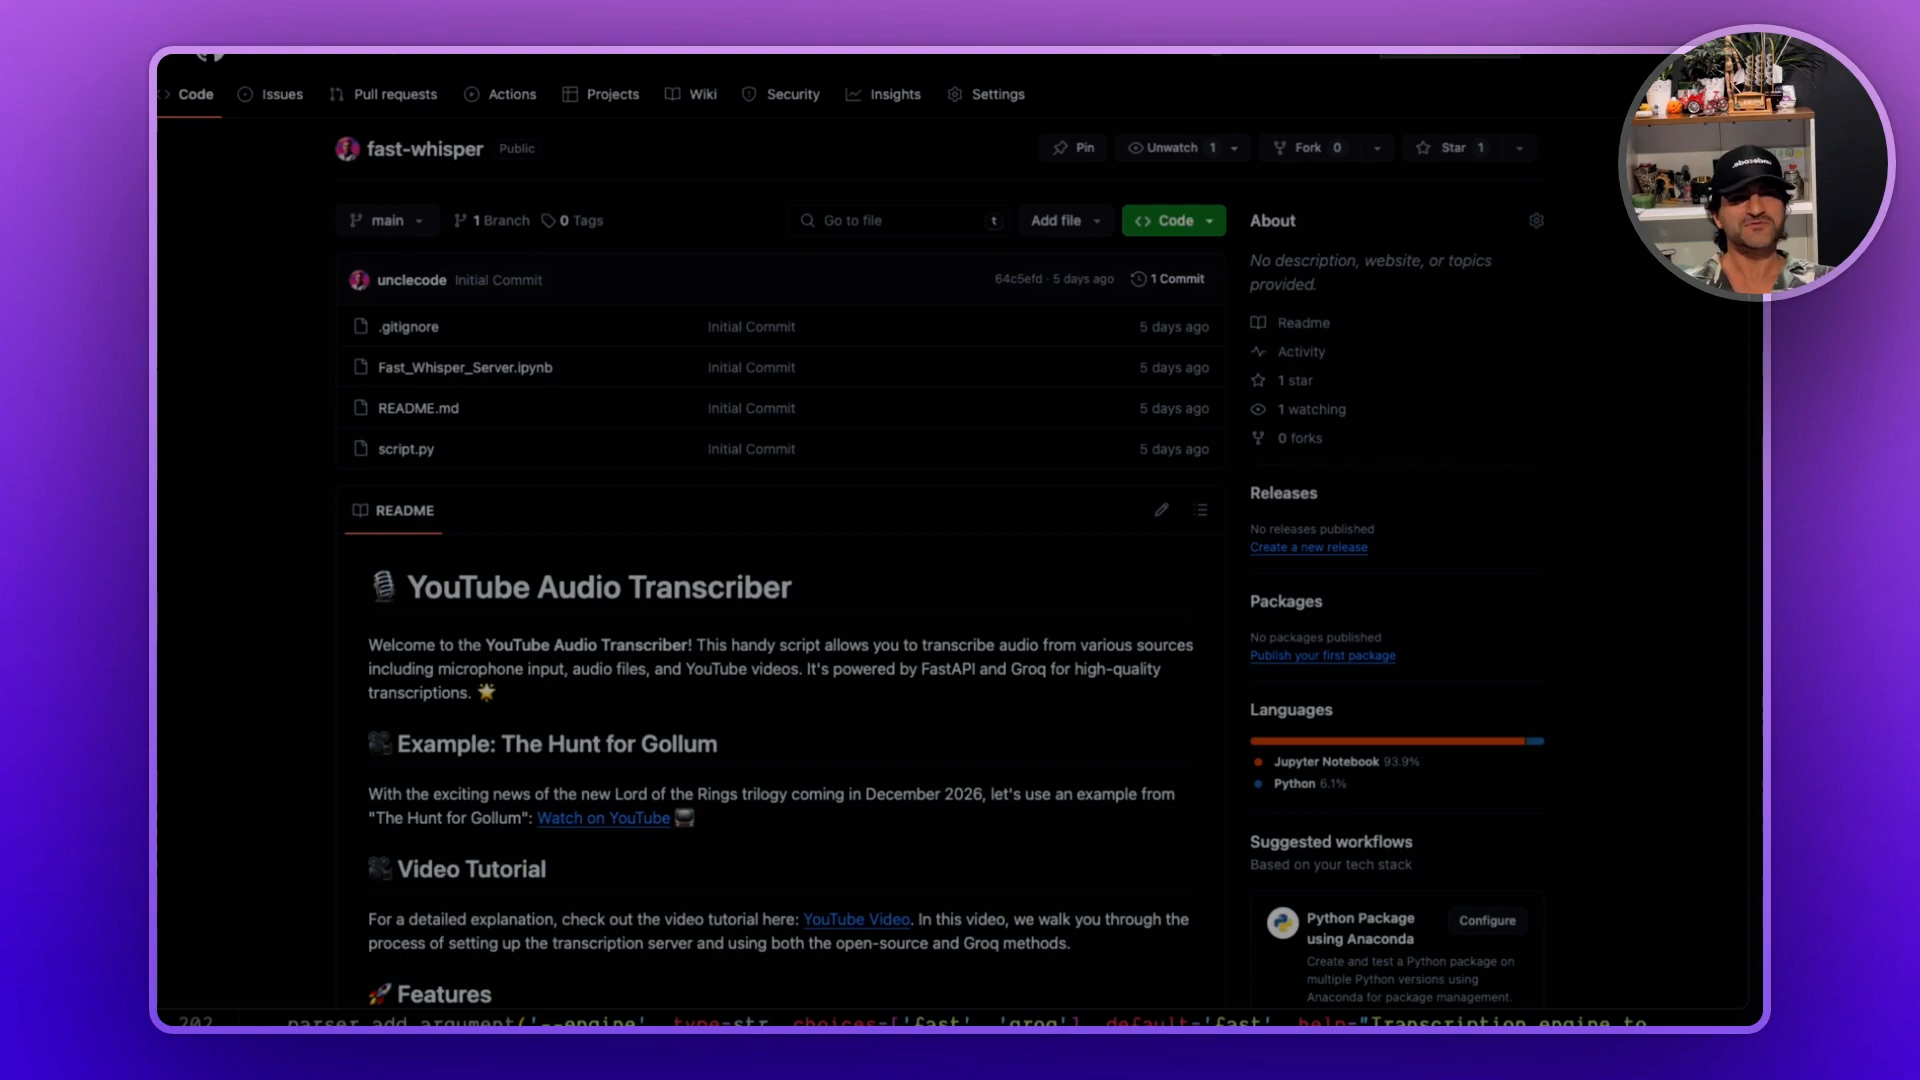 Code Issues Pull requests Actions Projects Wiki Security Insights Settings
fast-whisper Public
Pin Unwatch 1 Fork 0 Star 1
main 1 Branch 0 Tags Go to file t Add file Code
unclecode Initial Commit 64c5efd · 5 days ago 1 Commit
.gitignore Initial Commit 5 days ago
Fast_Whisper_Server.ipynb Initial Commit 5 days ago
README.md Initial Commit 5 days ago
script.py Initial Commit 5 days ago
README
YouTube Audio Transcriber
Welcome to the YouTube Audio Transcriber! This handy script allows you to transcribe audio from various sources
including microphone input, audio files, and YouTube videos. It's powered by FastAPI and Groq for high-quality
transcriptions. 🌟
Example: The Hunt for Gollum
With the exciting news of the new Lord of the Rings trilogy coming in December 2026, let's use an example from
"The Hunt for Gollum": Watch on YouTube
Video Tutorial
For a detailed explanation, check out the video tutorial here: YouTube Video. In this video, we walk you through the
process of setting up the transcription server and using both the open-source and Groq methods.
🚀 Features
About
No description, website, or topics
provided.
Readme
Activity
1 star
1 watching
0 forks
Releases
No releases published
Create a new release
Packages
No packages published
Publish your first package
Languages
Jupyter Notebook 93.9%
Python 6.1%
Suggested workflows
Based on your tech stack
Python Package
using Anaconda
Configure
Create and test a Python package on
multiple Python versions using
Anaconda for package management.
202 parser.add_argument('--engine', type=str, choices=['fast', 'groq'], default='fast', help="Transcription engine to